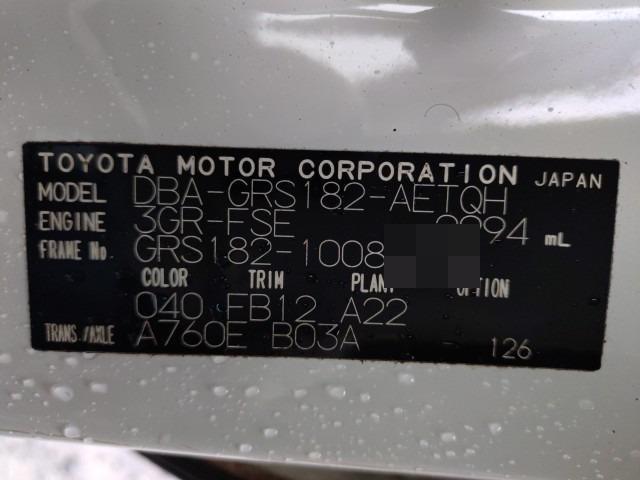 TOYOTA MOTOR CORPORATION JAPAN
MODEL DBA-GRS182-AETQH
ENGINE 3GR-FSE 2994 mL
FRAME No GRS182-1008
COLOR TRIM PLANT OPTION
040 FB12 A22
TRANS./AXLE A760E B03A 126